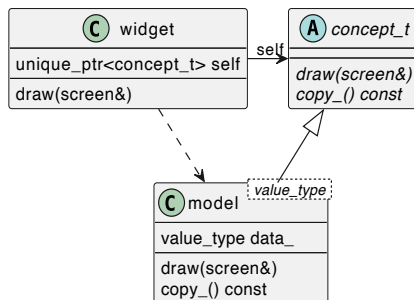 C widget
unique_ptr<concept_t> self
draw(screen&)
self
A concept_t
draw(screen&)
copy_() const
value_type
C model
value_type data_
draw(screen&)
copy_() const